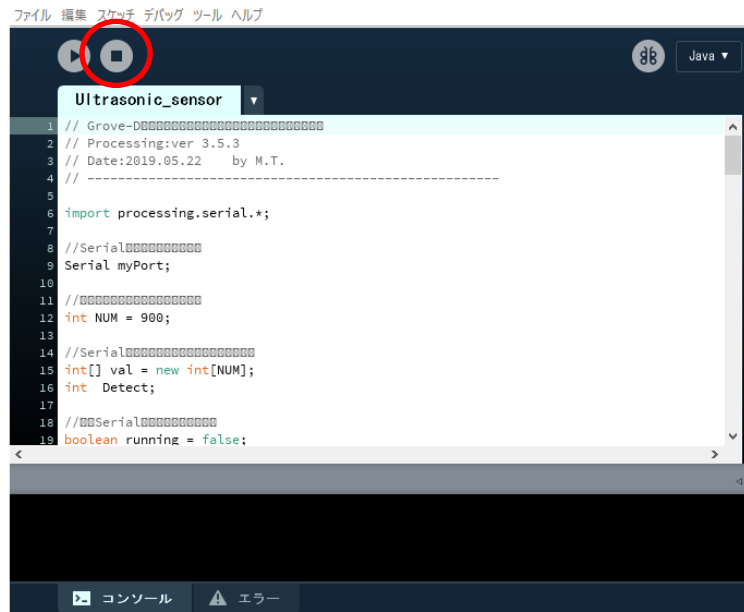 ファイル 編集 スケッチ デバッグ ツール ヘルプ
Java ▼
Ultrasonic_sensor ▼
1 // Grove-D
2 // Processing:ver 3.5.3
3 // Date:2019.05.22 by M.T.
4 // -------------------------------------------------------
5
6 import processing.serial.*;
7
8 //Serial
9 Serial myPort;
10
11 //
12 int NUM = 900;
13
14 //Serial
15 int[] val = new int[NUM];
16 int Detect;
17
18 //Serial
19 boolean running = false;
コンソール エラー